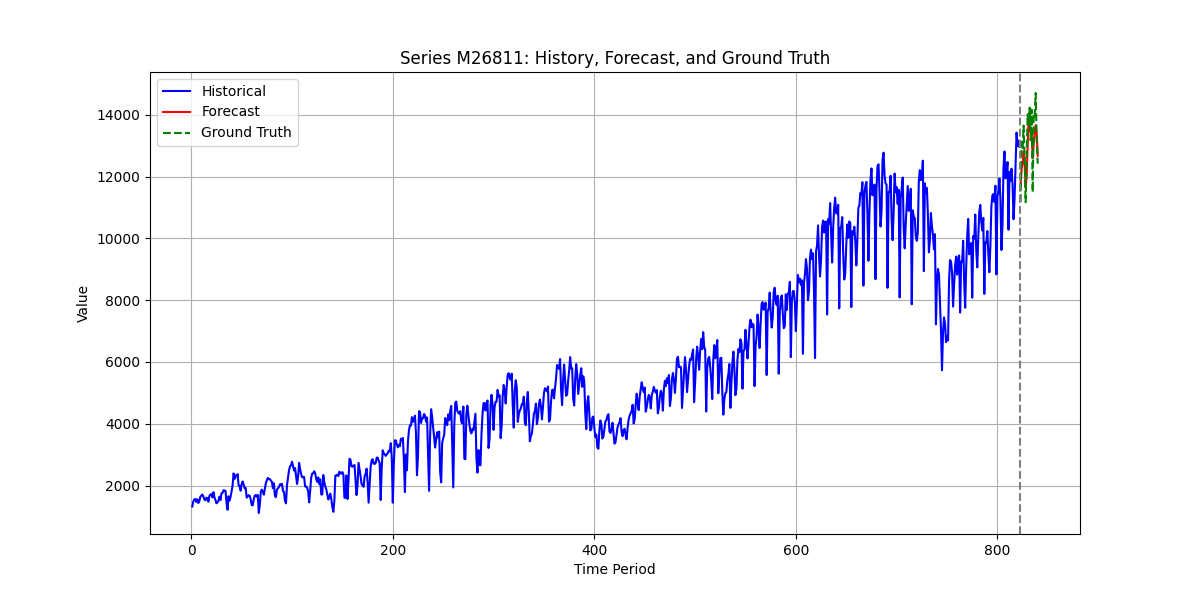 Series M26811: History, Forecast, and Ground Truth
Historical
Forecast
Ground Truth
14000
12000
10000
8000
6000
4000
2000
Value
0 200 400 600 800
Time Period